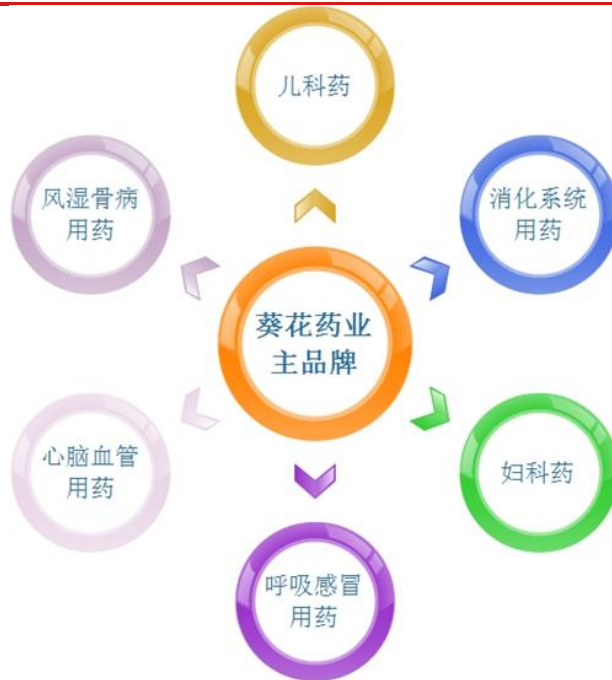 儿科药
风湿骨病
用药
消化系统
用药
葵花药业
主品牌
心脑血管
用药
妇科药
呼吸感冒
用药